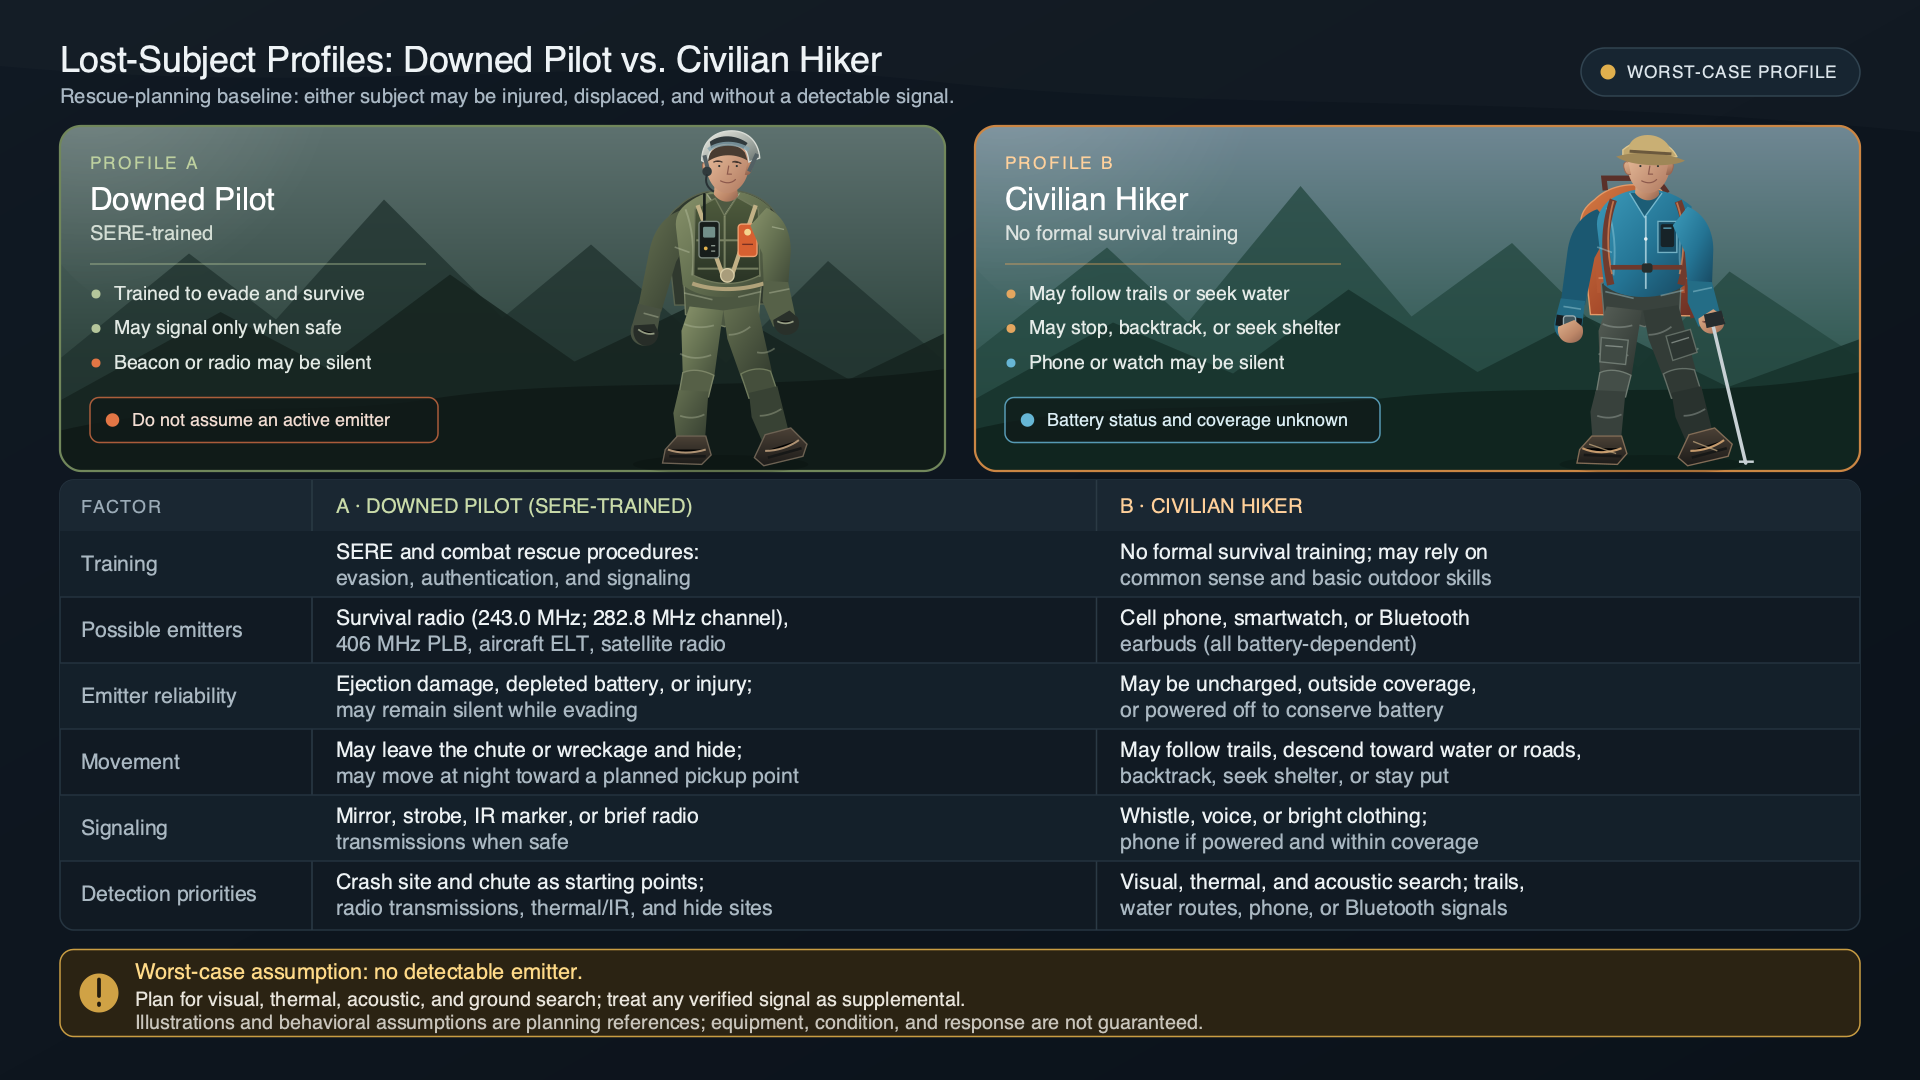 Lost-Subject Profiles: Downed Pilot vs. Civilian Hiker
Rescue-planning baseline: either subject may be injured, displaced, and without a detectable signal.
WORST-CASE PROFILE
PROFILE A
Downed Pilot
SERE-trained
Trained to evade and survive
May signal only when safe
Beacon or radio may be silent
Do not assume an active emitter
PROFILE B
Civilian Hiker
No formal survival training
May follow trails or seek water
May stop, backtrack, or seek shelter
Phone or watch may be silent
Battery status and coverage unknown
FACTOR
A · DOWNED PILOT (SERE-TRAINED)
B · CIVILIAN HIKER
Training
SERE and combat rescue procedures:
evasion, authentication, and signaling
No formal survival training; may rely on
common sense and basic outdoor skills
Possible emitters
Survival radio (243.0 MHz; 282.8 MHz channel),
406 MHz PLB, aircraft ELT, satellite radio
Cell phone, smartwatch, or Bluetooth
earbuds (all battery-dependent)
Emitter reliability
Ejection damage, depleted battery, or injury;
may remain silent while evading
May be uncharged, outside coverage,
or powered off to conserve battery
Movement
May leave the chute or wreckage and hide;
may move at night toward a planned pickup point
May follow trails, descend toward water or roads,
backtrack, seek shelter, or stay put
Signaling
Mirror, strobe, IR marker, or brief radio
transmissions when safe
Whistle, voice, or bright clothing;
phone if powered and within coverage
Detection priorities
Crash site and chute as starting points;
radio transmissions, thermal/IR, and hide sites
Visual, thermal, and acoustic search; trails,
water routes, phone, or Bluetooth signals
Worst-case assumption: no detectable emitter.
Plan for visual, thermal, acoustic, and ground search; treat any verified signal as supplemental.
Illustrations and behavioral assumptions are planning references; equipment, condition, and response are not guaranteed.